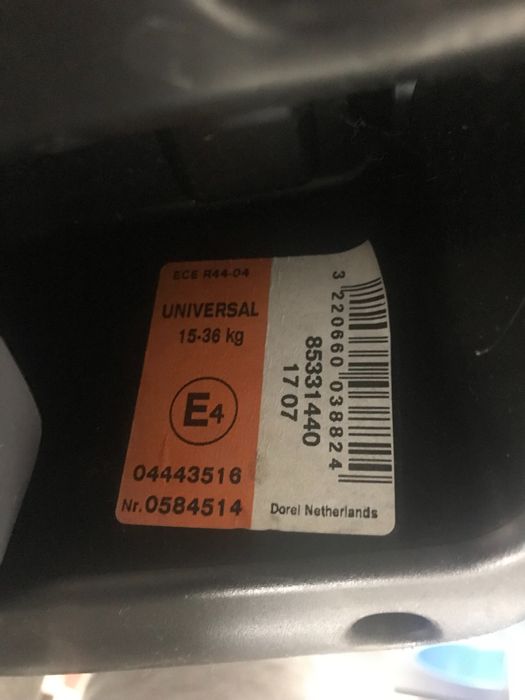 ECE R44-04
UNIVERSAL
15-36 kg
E4
04443516
Nr. 0584514
85331440
17 07
3 220660 038824
Dorel Netherlands